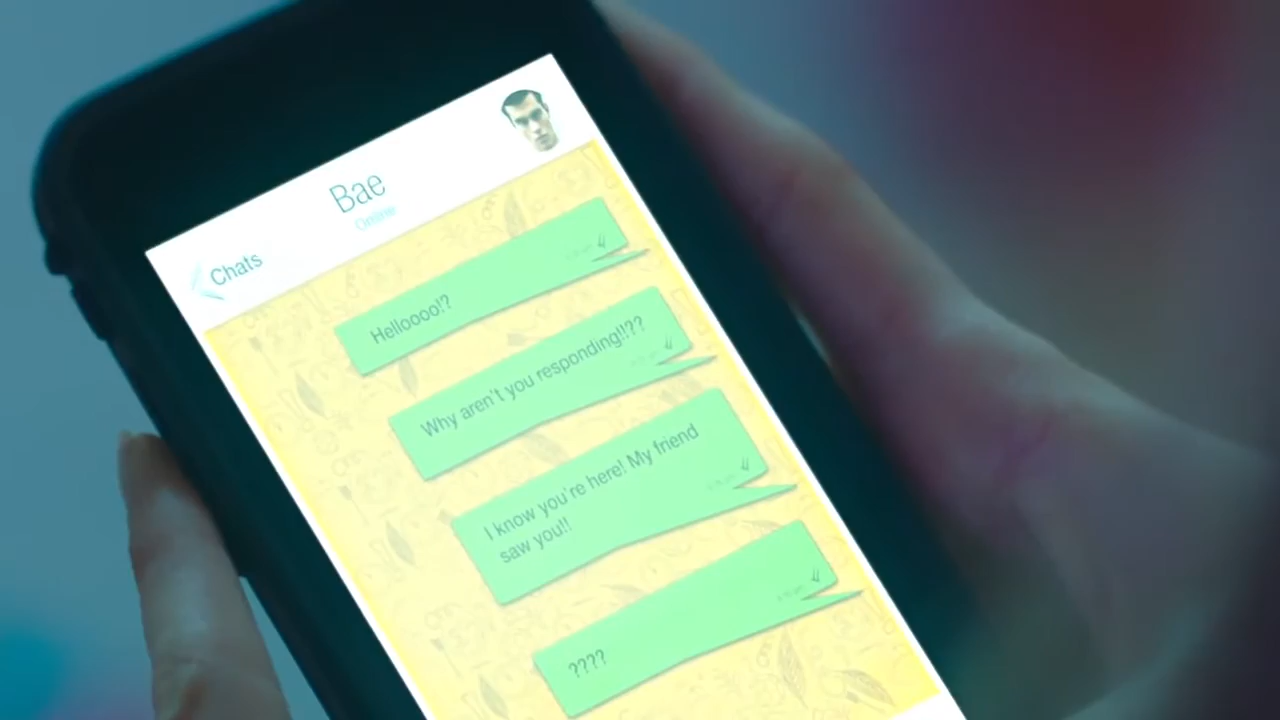 Bae
Online
Chats
Helloooo!?
Why aren't you responding!!??
I know you're here! My friend
saw you!!
????